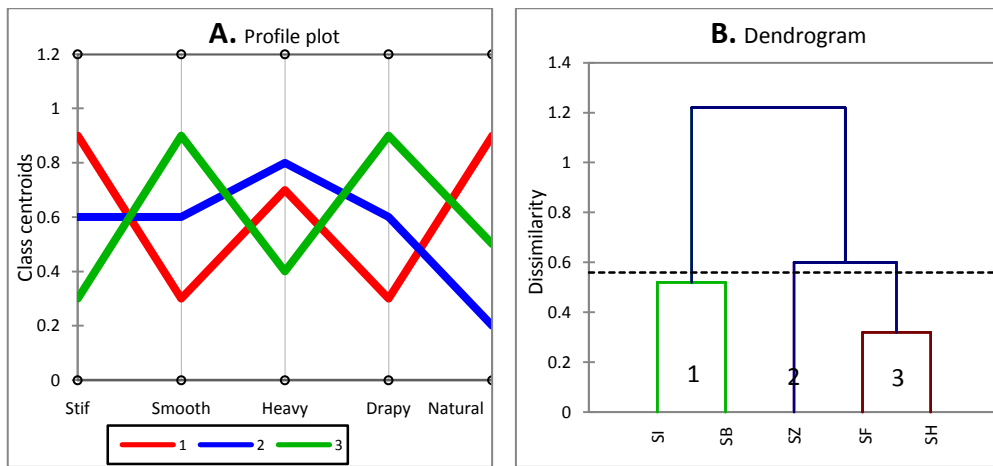 A. Profile plot
Class centroids
1.2
1
0.8
0.6
0.4
0.2
0
Stif
Smooth
Heavy
Drapy
Natural
1
2
3
B. Dendrogram
Dissimilarity
1.4
1.2
1
0.8
0.6
0.4
0.2
0
1
2
3
SI
SB
SZ
SF
SH